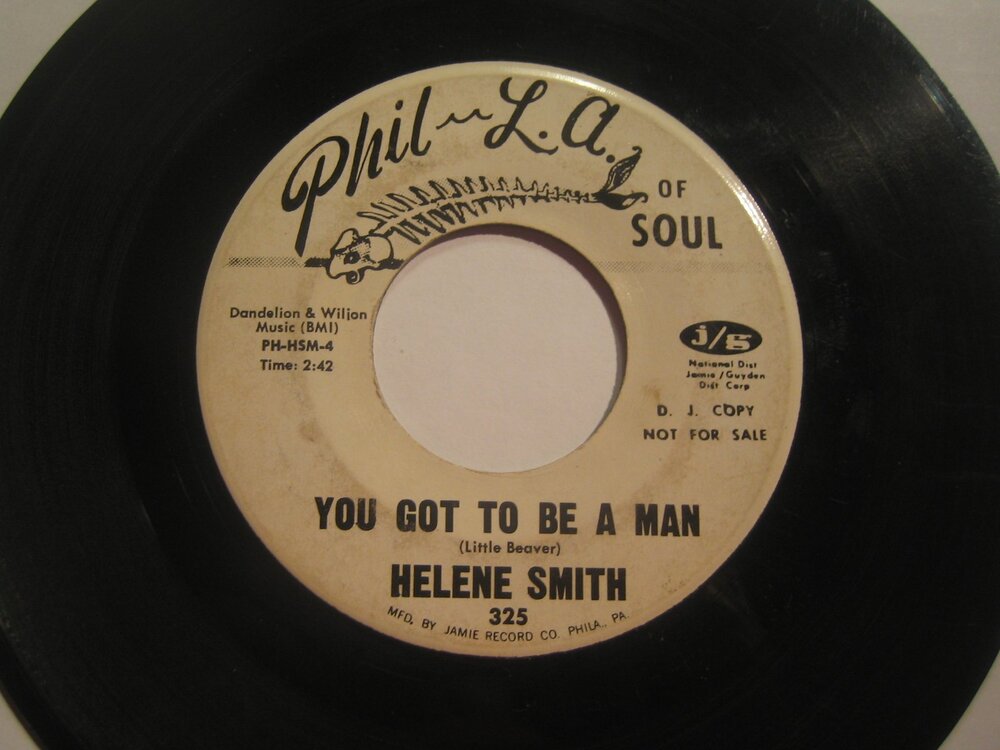 Phil-L.A.
OF
SOUL
Dandelion & Wiljon
Music (BMI)
PH-HSM-4
Time: 2:42
j/g
National Dist
Jamie/Guyden
Dist Corp
D. J. COPY
NOT FOR SALE
YOU GOT TO BE A MAN
(Little Beaver)
HELENE SMITH
325
MFD. BY JAMIE RECORD CO. PHILA., PA.